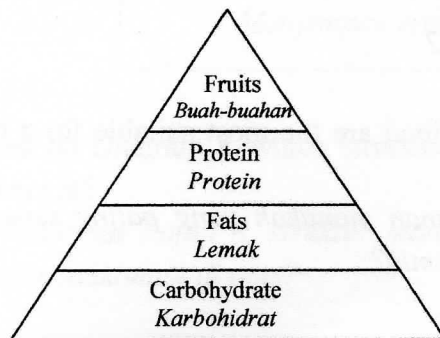 Fruits
Buah-buahan
Protein
Protein
Fats
Lemak
Carbohydrate
Karbohidrat